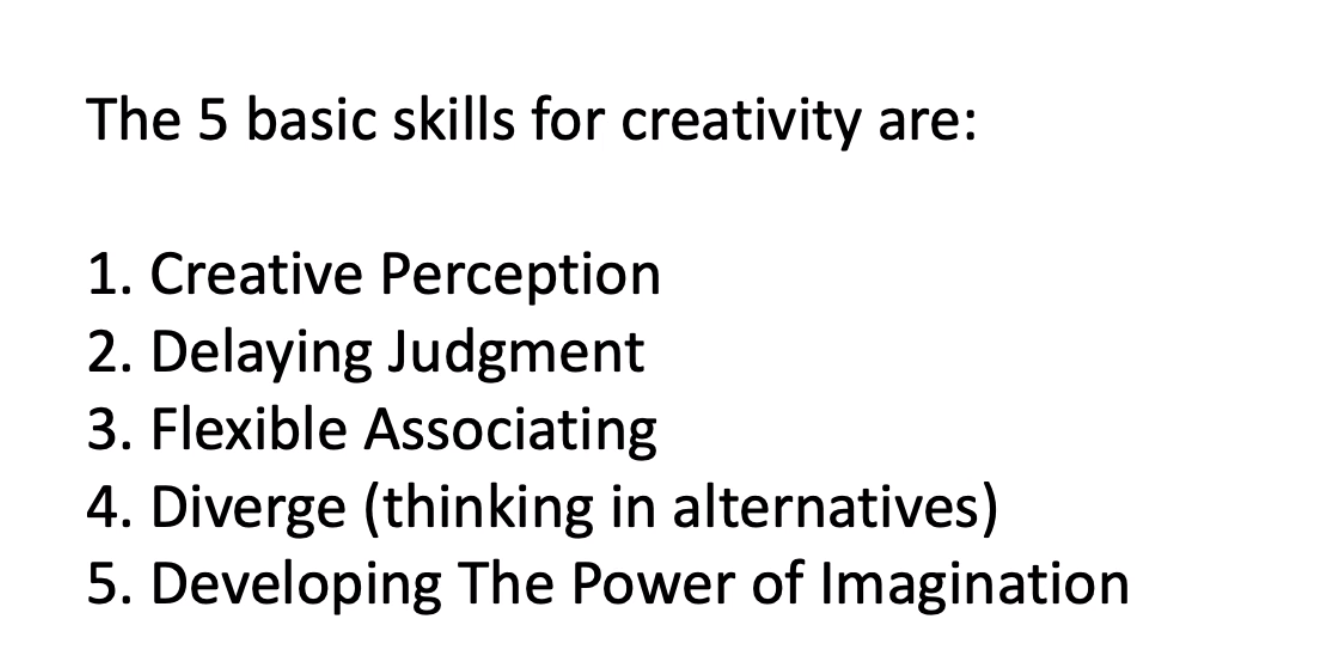 The 5 basic skills for creativity are:
1. Creative Perception
2. Delaying Judgment
3. Flexible Associating
4. Diverge (thinking in alternatives)
5. Developing The Power of Imagination